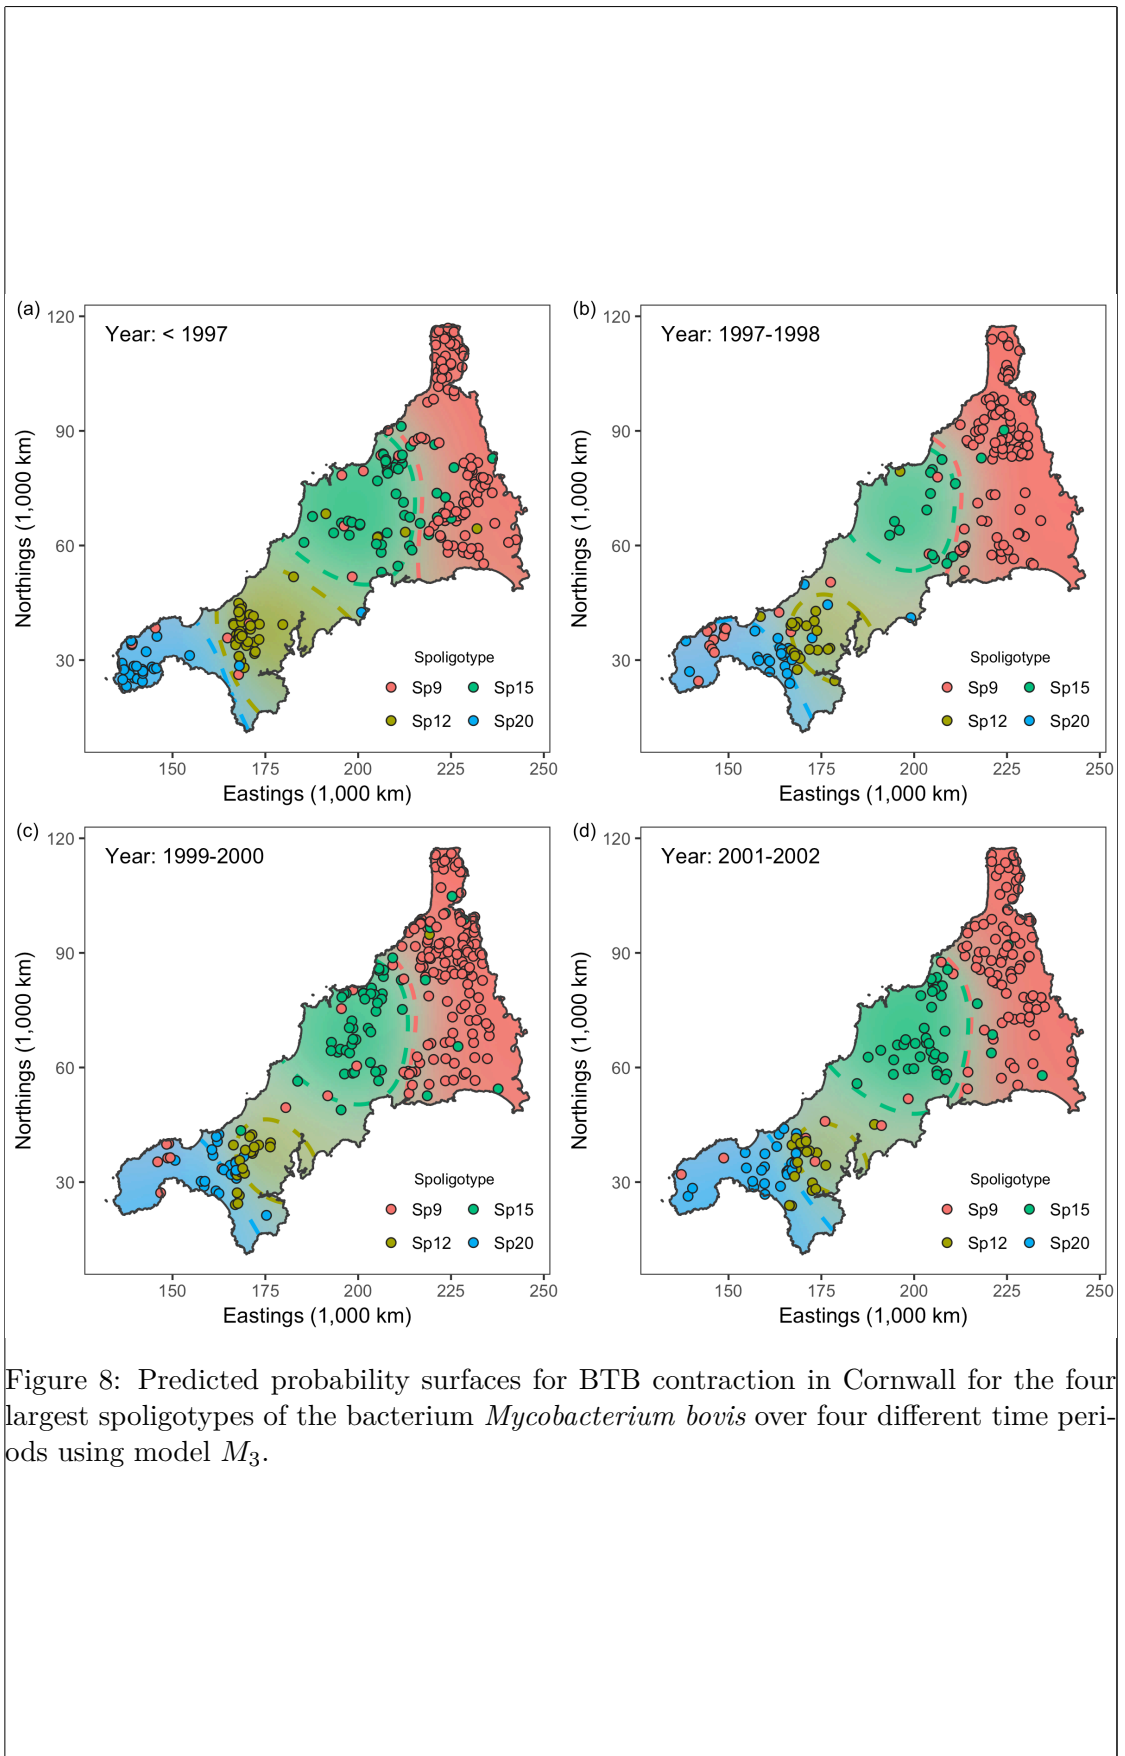 (a)
Year: < 1997
120
90
60
30
Northings (1,000 km)
Spoligotype
Sp9
Sp15
Sp12
Sp20
150
175
200
225
250
Eastings (1,000 km)
(b)
Year: 1997-1998
120
90
60
30
Northings (1,000 km)
Spoligotype
Sp9
Sp15
Sp12
Sp20
150
175
200
225
250
Eastings (1,000 km)
(c)
Year: 1999-2000
120
90
60
30
Northings (1,000 km)
Spoligotype
Sp9
Sp15
Sp12
Sp20
150
175
200
225
250
Eastings (1,000 km)
(d)
Year: 2001-2002
120
90
60
30
Northings (1,000 km)
Spoligotype
Sp9
Sp15
Sp12
Sp20
150
175
200
225
250
Eastings (1,000 km)
Figure 8: Predicted probability surfaces for BTB contraction in Cornwall for the four
largest spoligotypes of the bacterium Mycobacterium bovis over four different time peri-
ods using model M3.